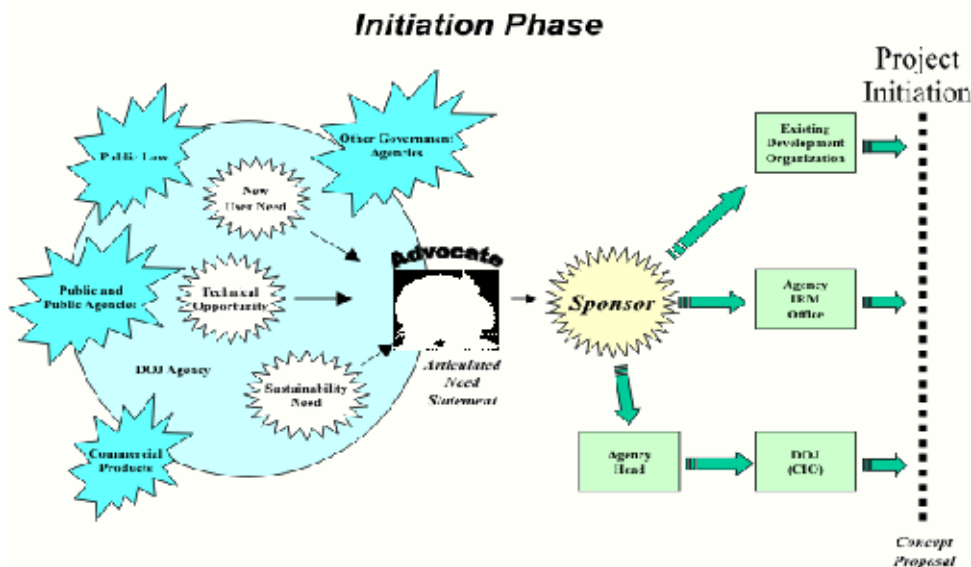 Initiation Phase
Project
Initiation
Public Law
Other Government
Agencies
New
User Need
Public and
Public Agencies
Technical
Opportunity
DOJ Agency
Sustainability
Need
Commercial
Products
Advocate
Articulated
Need
Statement
Sponsor
Existing
Development
Organization
Agency
IRM
Office
Agency
Head
DOJ
(CIO)
Concept
Proposal